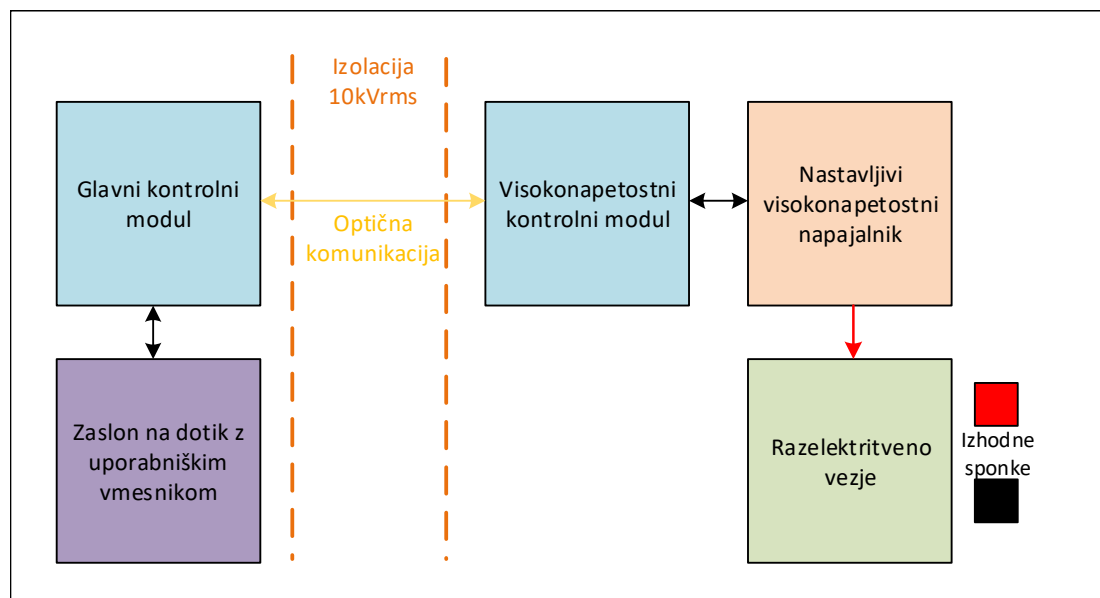 Izolacija
10kVrms
Glavni kontrolni
modul
Optična
komunikacija
Visokonapetostni
kontrolni modul
Nastavljivi
visokonapetostni
napajalnik
Zaslon na dotik z
uporabniškim
vmesnikom
Razelektritveno
vezje
Izhodne
sponke